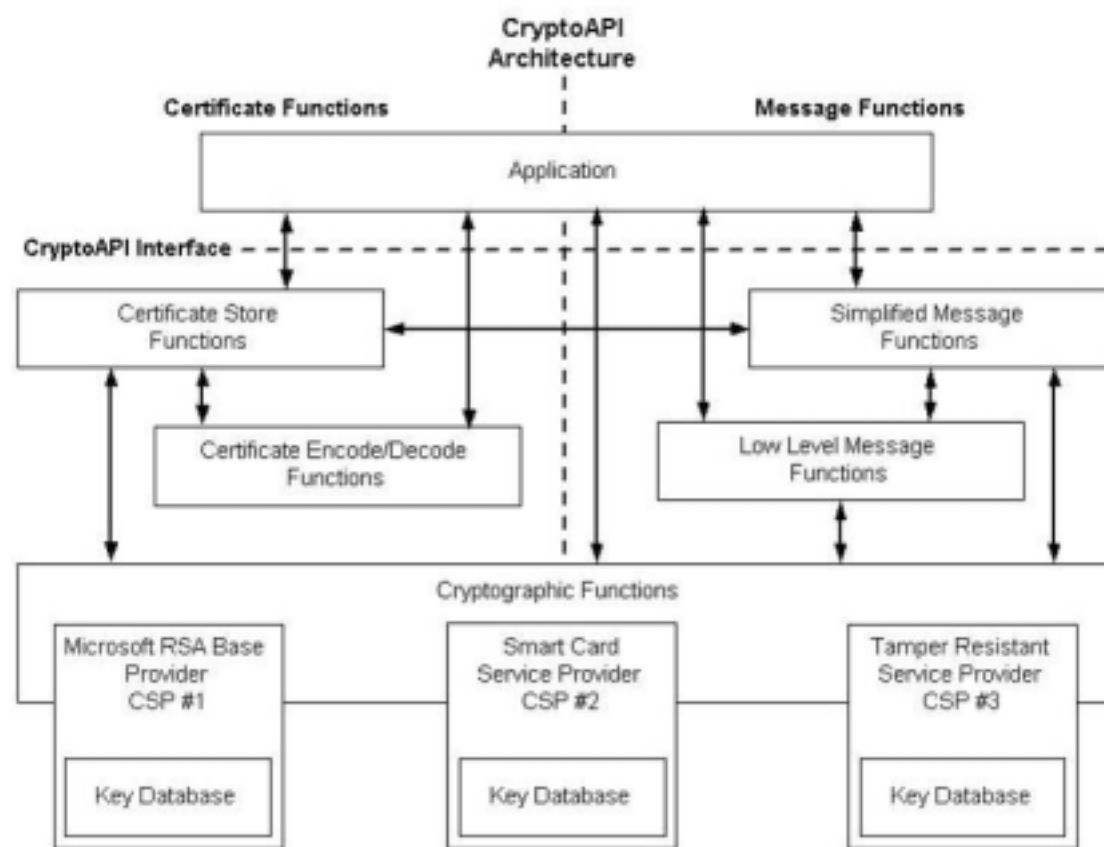 CryptoAPI
Architecture
Certificate Functions
Message Functions
Application
CryptoAPI Interface
Certificate Store
Functions
Simplified Message
Functions
Certificate Encode/Decode
Functions
Low Level Message
Functions
Cryptographic Functions
Microsoft RSA Base
Provider
CSP #1
Key Database
Smart Card
Service Provider
CSP #2
Key Database
Tamper Resistant
Service Provider
CSP #3
Key Database